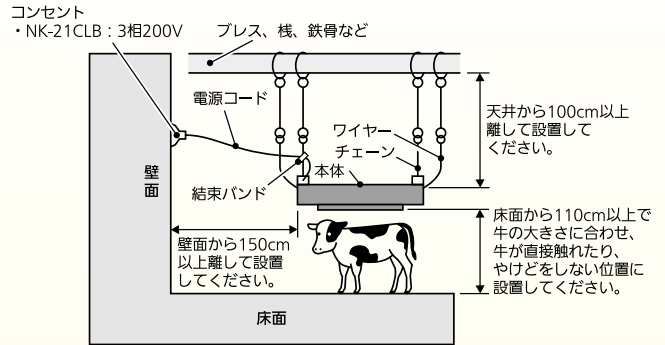 コンセント
・NK-21CLB：3相200V
ブレス、桟、鉄骨など
電源コード
天井から100cm以上
離して設置して
ください。
ワイヤー
チェーン
本体
結束バンド
壁面
壁面から150cm
以上離して設置
してください。
床面から110cm以上で
牛の大きさに合わせ、
牛が直接触れたり、
やけどをしない位置に
設置してください。
床面